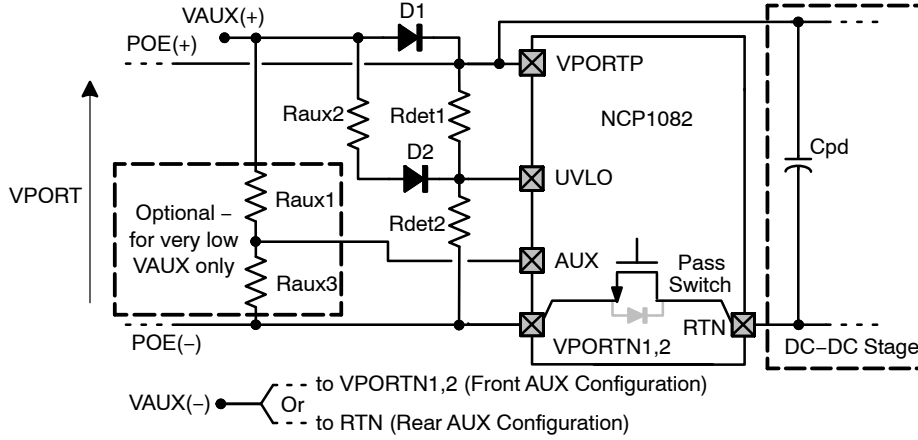 VAUX(+)
D1
POE(+)
VPORTP
Raux2
Rdet1
NCP1082
Cpd
D2
UVLO
VPORT
Optional –
for very low
VAUX only
Raux1
Rdet2
AUX
Pass
Switch
Raux3
RTN
POE(–)
VPORTN1,2
DC–DC Stage
to VPORTN1,2 (Front AUX Configuration)
VAUX(–)
Or
to RTN (Rear AUX Configuration)